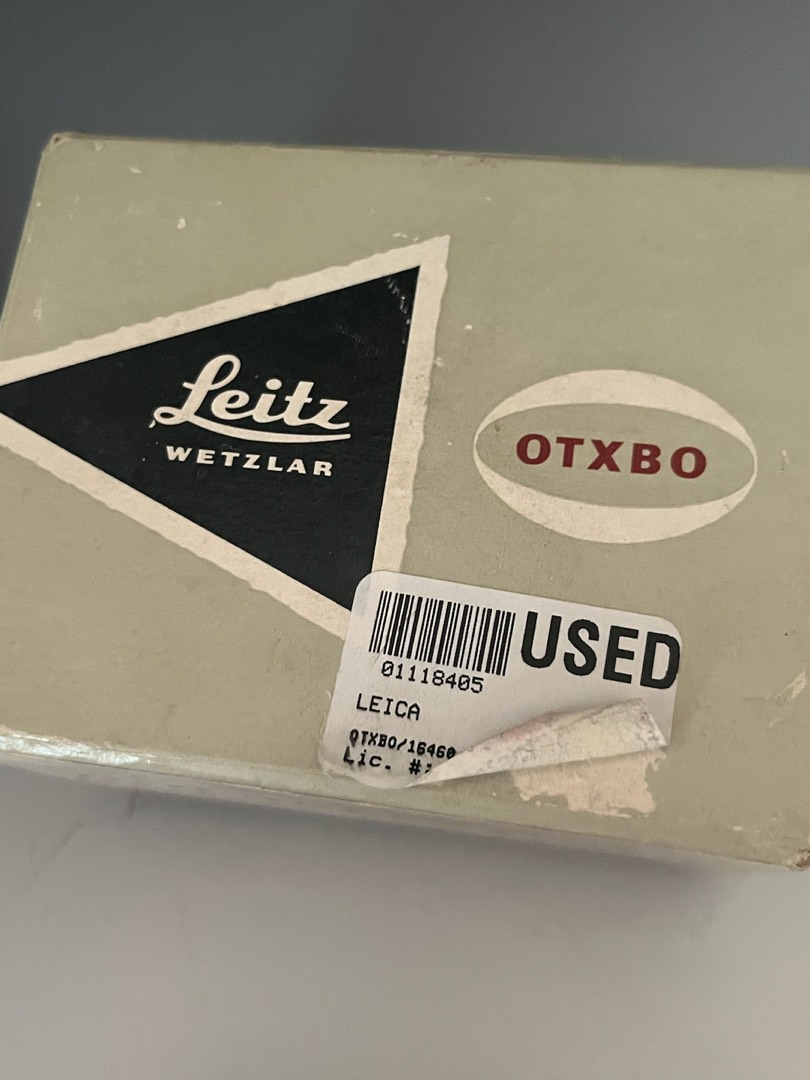 Leitz
WETZLAR
OTXBO
USED
01118405
LEICA
OTXBO/16460
Lic. #